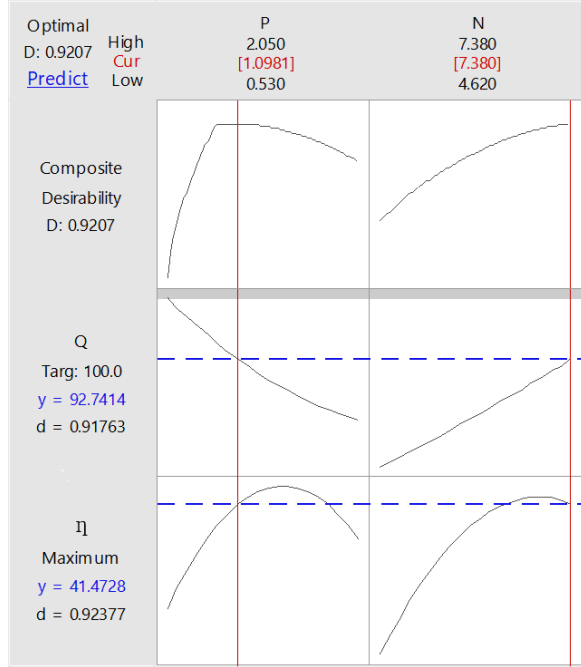 Optimal
D: 0.9207
Predict
High
Cur
Low
P
2.050
[1.0981]
0.530
N
7.380
[7.380]
4.620
Composite
Desirability
D: 0.9207
Q
Targ: 100.0
y = 92.7414
d = 0.91763
η
Maximum
y = 41.4728
d = 0.92377